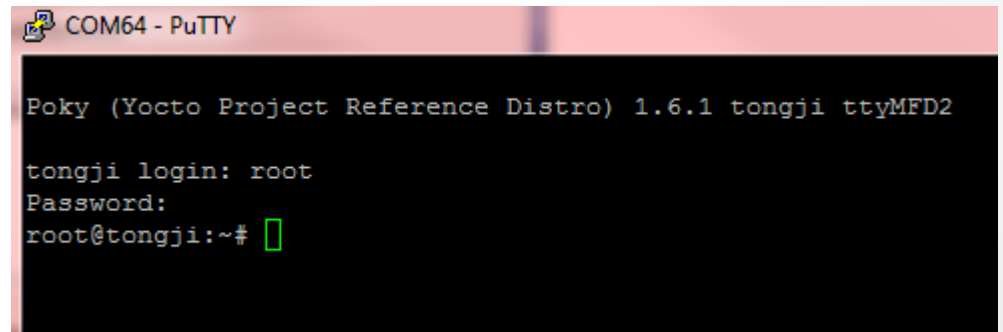 COM64 - PuTTY
Poky (Yocto Project Reference Distro) 1.6.1 tongji ttyMFD2
tongji login: root
Password:
root@tongji:~#